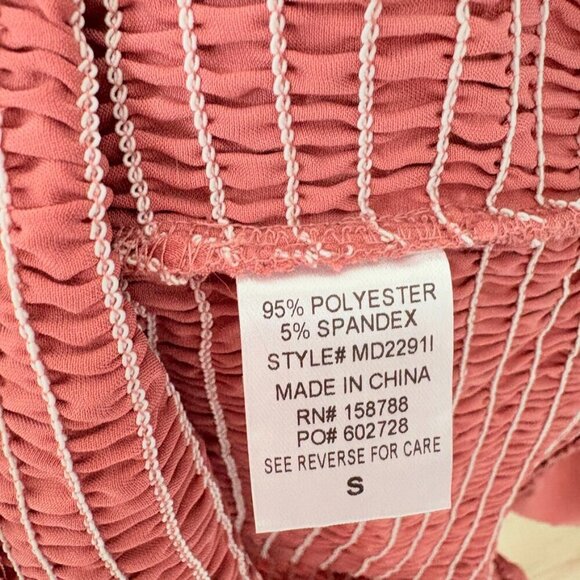 95% POLYESTER
5% SPANDEX
STYLE# MD2291I
MADE IN CHINA
RN# 158788
PO# 602728
SEE REVERSE FOR CARE
S